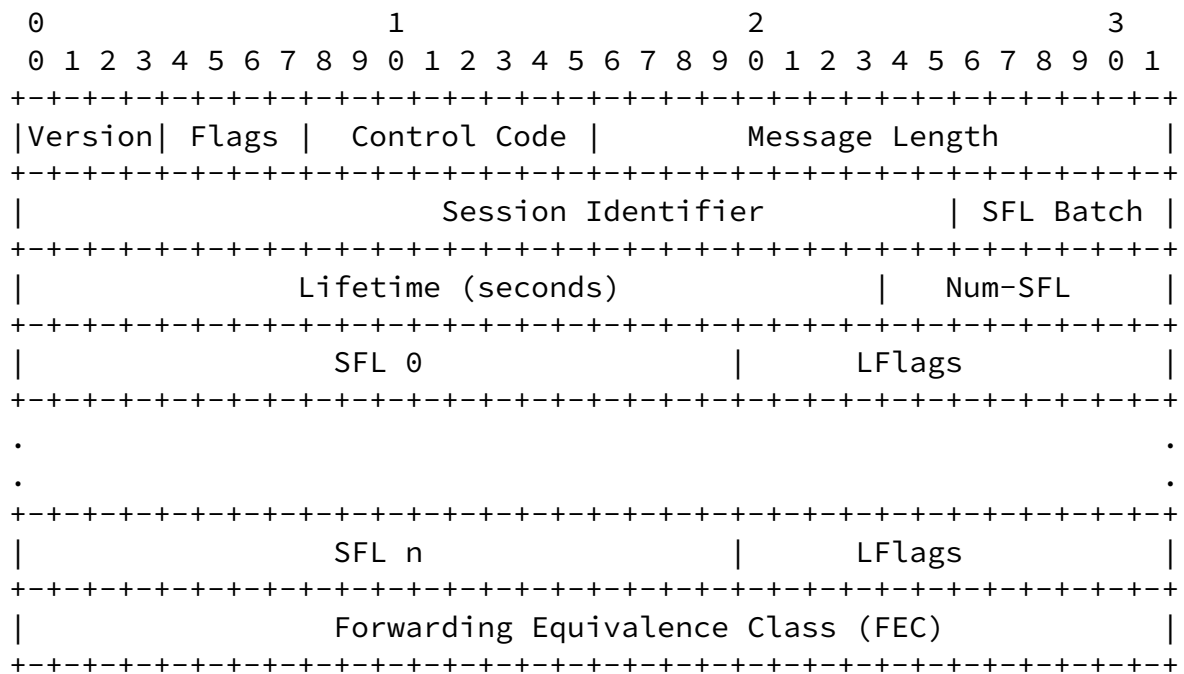 0                   1                   2                   3
 0 1 2 3 4 5 6 7 8 9 0 1 2 3 4 5 6 7 8 9 0 1 2 3 4 5 6 7 8 9 0 1
+-+-+-+-+-+-+-+-+-+-+-+-+-+-+-+-+-+-+-+-+-+-+-+-+-+-+-+-+-+-+-+-+
|Version| Flags |  Control Code |        Message Length         |
+-+-+-+-+-+-+-+-+-+-+-+-+-+-+-+-+-+-+-+-+-+-+-+-+-+-+-+-+-+-+-+-+
|                       Session Identifier          | SFL Batch |
+-+-+-+-+-+-+-+-+-+-+-+-+-+-+-+-+-+-+-+-+-+-+-+-+-+-+-+-+-+-+-+-+
|               Lifetime (seconds)              |   Num-SFL     |
+-+-+-+-+-+-+-+-+-+-+-+-+-+-+-+-+-+-+-+-+-+-+-+-+-+-+-+-+-+-+-+-+
|                 SFL 0                 |      LFlags           |
+-+-+-+-+-+-+-+-+-+-+-+-+-+-+-+-+-+-+-+-+-+-+-+-+-+-+-+-+-+-+-+-+
.                                                               .
.                                                               .
+-+-+-+-+-+-+-+-+-+-+-+-+-+-+-+-+-+-+-+-+-+-+-+-+-+-+-+-+-+-+-+-+
|                 SFL n                 |      LFlags           |
+-+-+-+-+-+-+-+-+-+-+-+-+-+-+-+-+-+-+-+-+-+-+-+-+-+-+-+-+-+-+-+-+
|                 Forwarding Equivalence Class (FEC)            |
+-+-+-+-+-+-+-+-+-+-+-+-+-+-+-+-+-+-+-+-+-+-+-+-+-+-+-+-+-+-+-+-+